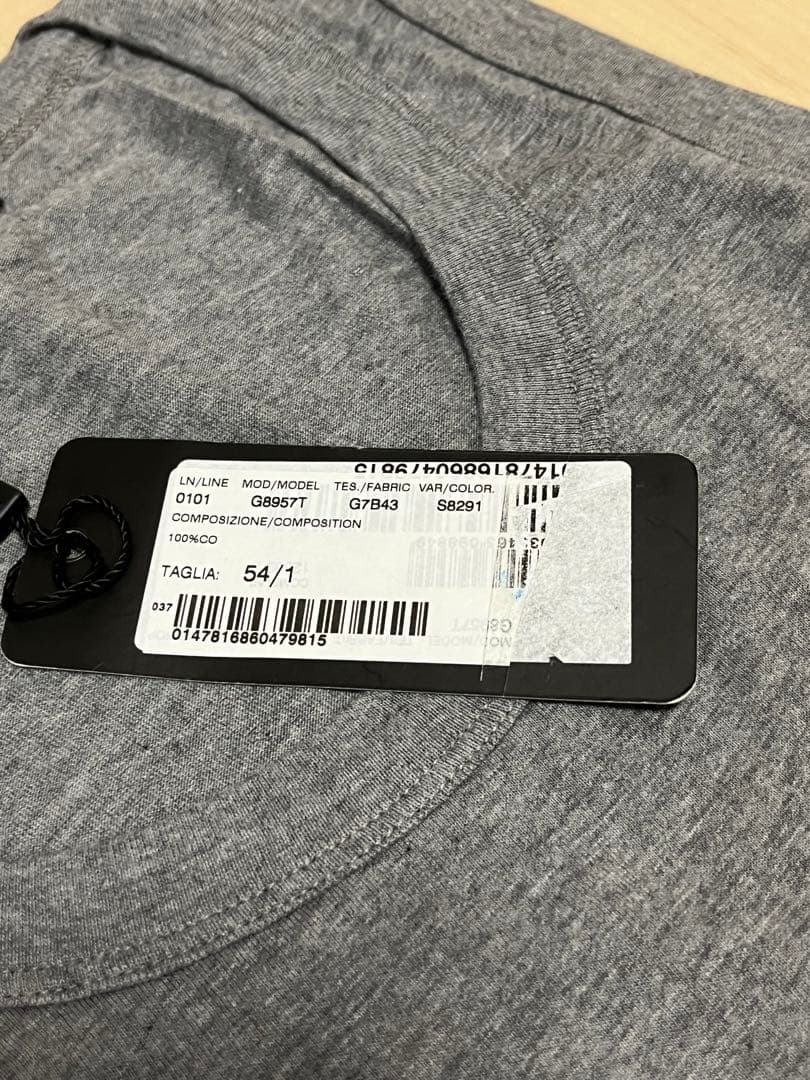 LN/LINE MOD/MODEL TES./FABRIC VAR/COLOR.
0101 G8957T G7B43 S8291
COMPOSIZIONE/COMPOSITION
100%CO
TAGLIA: 54/1
037
0147816860479815